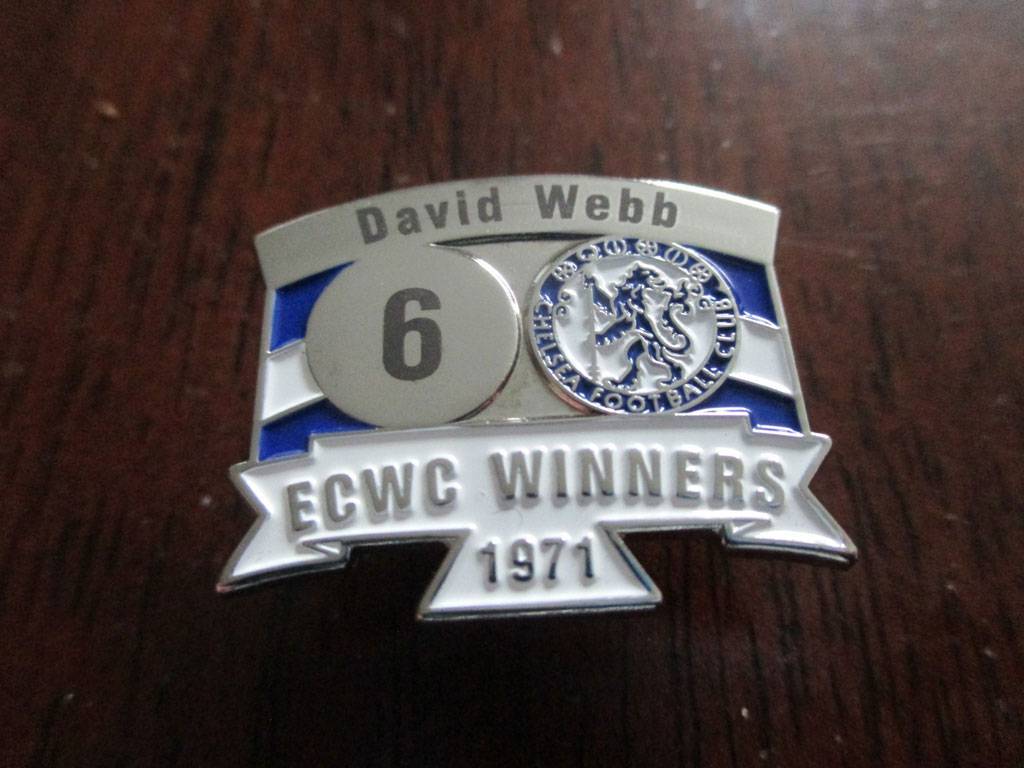 David Webb
6
CHELSEA FOOTBALL CLUB
ECWC WINNERS
1971